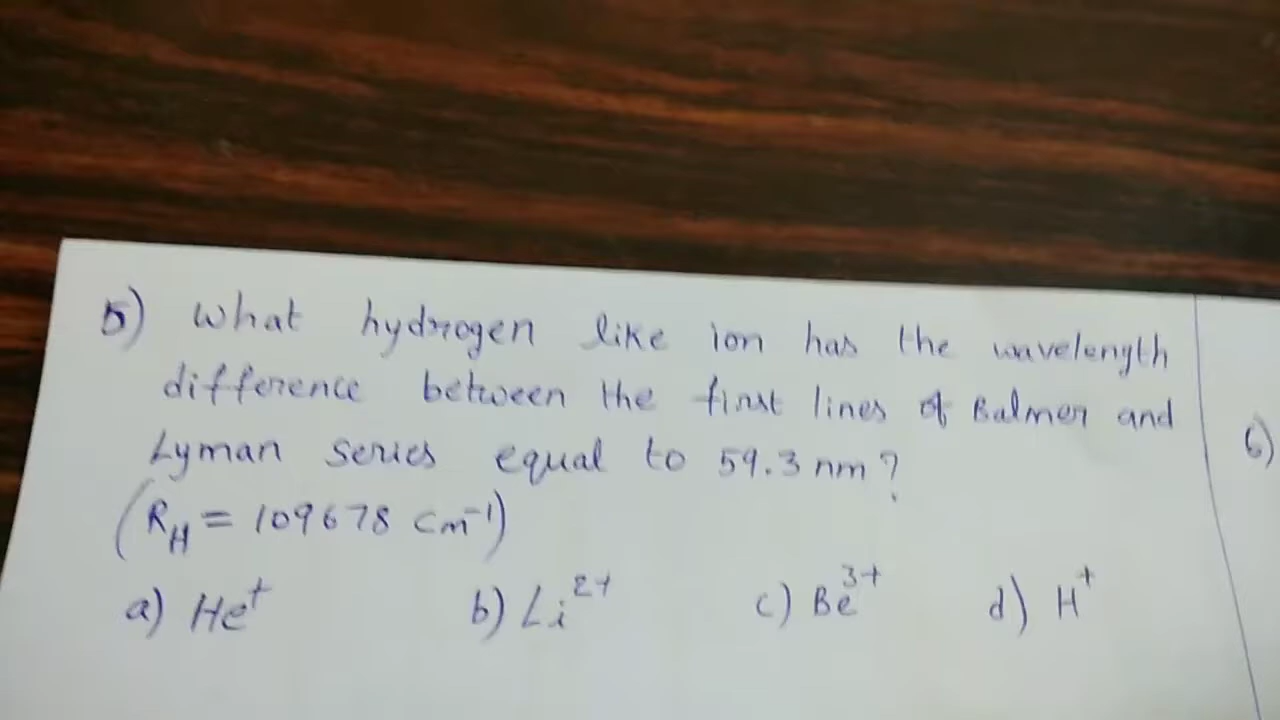 5) What hydrogen like ion has the wavelength
difference between the first lines of Balmer and
Lyman series equal to 59.3 nm?
(R_H = 109678 cm⁻¹)
a) He⁺ b) Li²⁺ c) Be³⁺ d) H⁺
6)